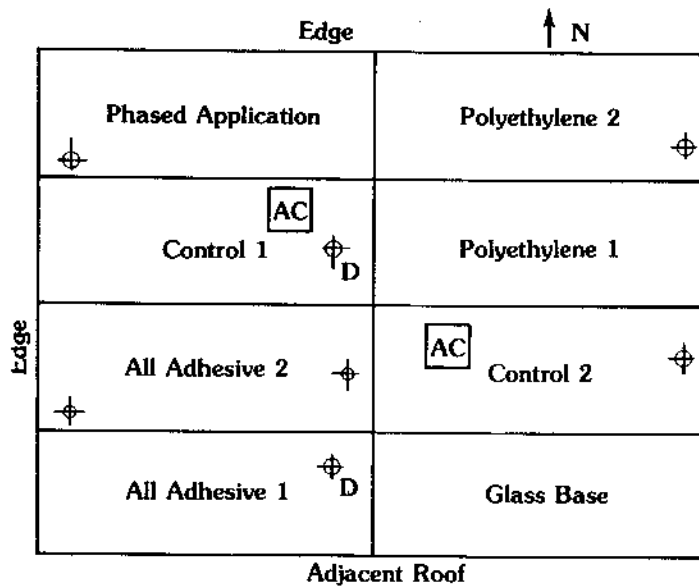 Edge
N
Phased Application
Polyethylene 2
AC
Control 1
D
Polyethylene 1
Edge
All Adhesive 2
AC
Control 2
All Adhesive 1
D
Glass Base
Adjacent Roof